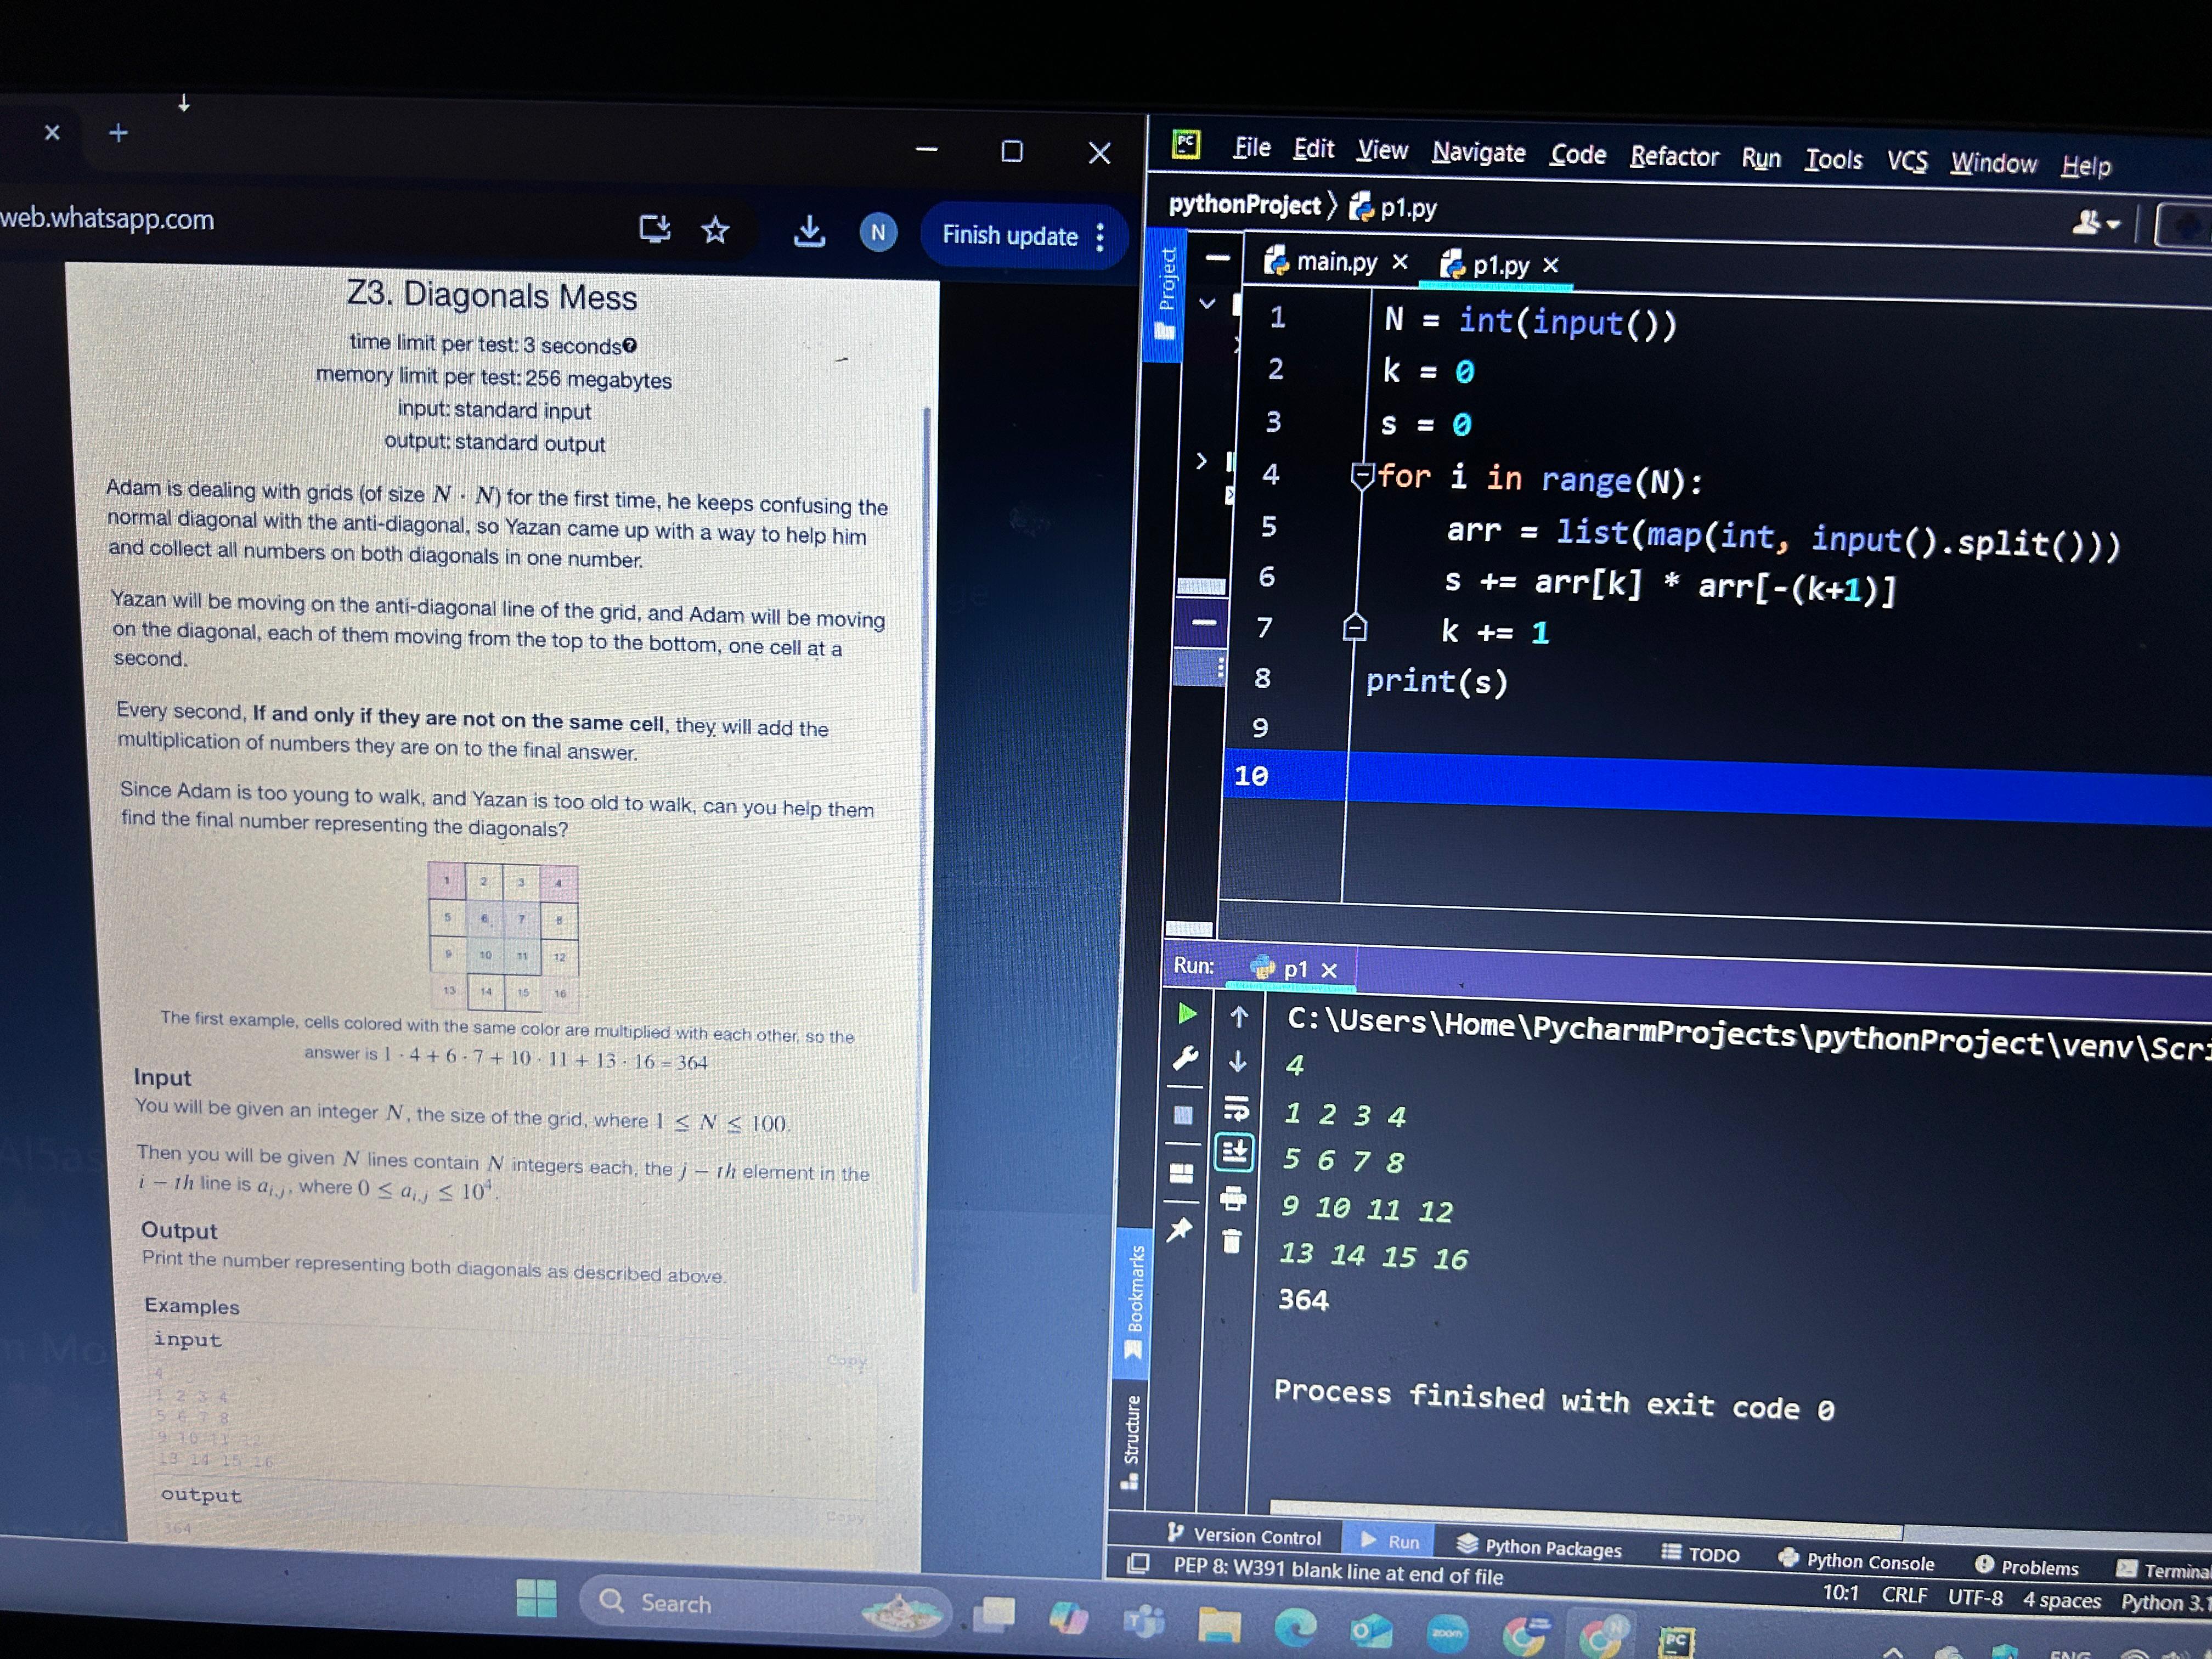 web.whatsapp.com
N
Finish update
Z3. Diagonals Mess
time limit per test: 3 seconds
memory limit per test: 256 megabytes
input: standard input
output: standard output
Adam is dealing with grids (of size N · N) for the first time, he keeps confusing the
normal diagonal with the anti-diagonal, so Yazan came up with a way to help him
and collect all numbers on both diagonals in one number.
Yazan will be moving on the anti-diagonal line of the grid, and Adam will be moving
on the diagonal, each of them moving from the top to the bottom, one cell at a
second.
Every second, If and only if they are not on the same cell, they will add the
multiplication of numbers they are on to the final answer.
Since Adam is too young to walk, and Yazan is too old to walk, can you help them
find the final number representing the diagonals?
1 2 3 4
5 6 7 8
9 10 11 12
13 14 15 16
The first example, cells colored with the same color are multiplied with each other, so the
answer is 1 · 4 + 6 · 7 + 10 · 11 + 13 · 16 = 364
Input
You will be given an integer N, the size of the grid, where 1 ≤ N ≤ 100.
Then you will be given N lines contain N integers each, the j − th element in the
i − th line is a_{i,j}, where 0 ≤ a_{i,j} ≤ 10^4.
Output
Print the number representing both diagonals as described above.
Examples
input
Copy
4
1 2 3 4
5 6 7 8
9 10 11 12
13 14 15 16
output
Copy
364
Search
PC
File Edit View Navigate Code Refactor Run Tools VCS Window Help
pythonProject p1.py
Project
main.py p1.py
1 N = int(input())
2 k = 0
3 s = 0
4 for i in range(N):
5 arr = list(map(int, input().split()))
6 s += arr[k] * arr[-(k+1)]
7 k += 1
8 print(s)
9
10
Run: p1
C:\Users\Home\PycharmProjects\pythonProject\venv\Scri
4
1 2 3 4
5 6 7 8
9 10 11 12
13 14 15 16
364
Process finished with exit code 0
Bookmarks
Structure
Version Control Run Python Packages TODO Python Console Problems Terminal
PEP 8: W391 blank line at end of file
10:1 CRLF UTF-8 4 spaces Python 3.1
zoom
PC
ENG